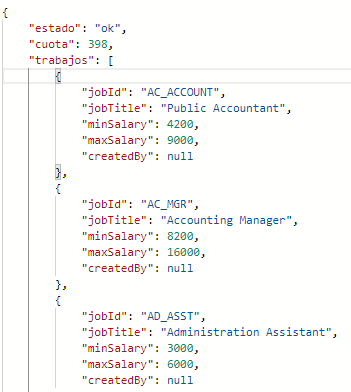 {
    "estado": "ok",
    "cuota": 398,
    "trabajos": [
        {
            "jobId": "AC_ACCOUNT",
            "jobTitle": "Public Accountant",
            "minSalary": 4200,
            "maxSalary": 9000,
            "createdBy": null
        },
        {
            "jobId": "AC_MGR",
            "jobTitle": "Accounting Manager",
            "minSalary": 8200,
            "maxSalary": 16000,
            "createdBy": null
        },
        {
            "jobId": "AD_ASST",
            "jobTitle": "Administration Assistant",
            "minSalary": 3000,
            "maxSalary": 6000,
            "createdBy": null